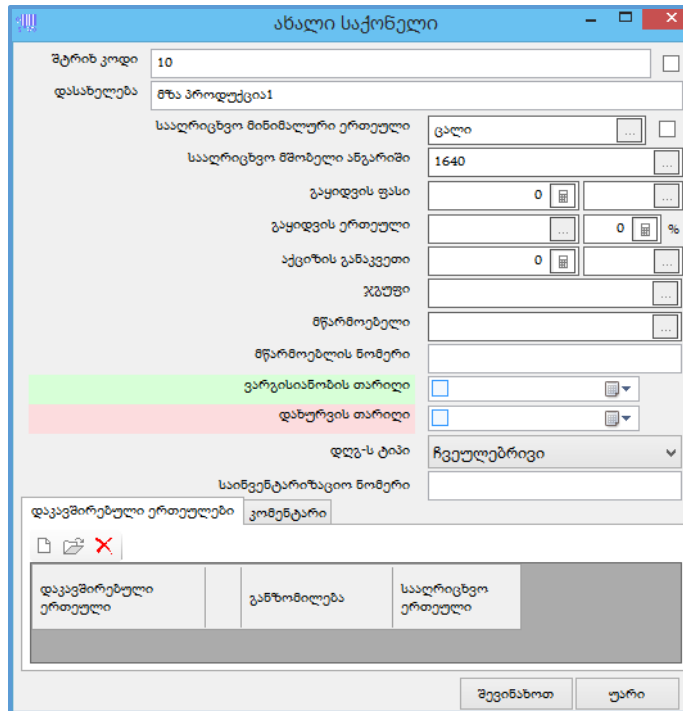 ახალი საქონელი
შტრიხ კოდი 10
დასახელება მზა პროდუქცია1
სააღრიცხვო მინიმალური ერთეული ცალი ...
სააღრიცხვო მშობელი ანგარიში 1640 ...
გაყიდვის ფასი 0 ...
გაყიდვის ერთეული ... 0 %
აქციზის განაკვეთი 0 ...
ჯგუფი ...
მწარმოებელი ...
მწარმოებლის ნომერი
ვარგისიანობის თარიღი
დახურვის თარიღი
დღგ-ს ტიპი ჩვეულებრივი
საინვენტარიზაციო ნომერი
დაკავშირებული ერთეულები კომენტარი
დაკავშირებული ერთეული განზომილება სააღრიცხვო ერთეული
შევინახოთ უარი